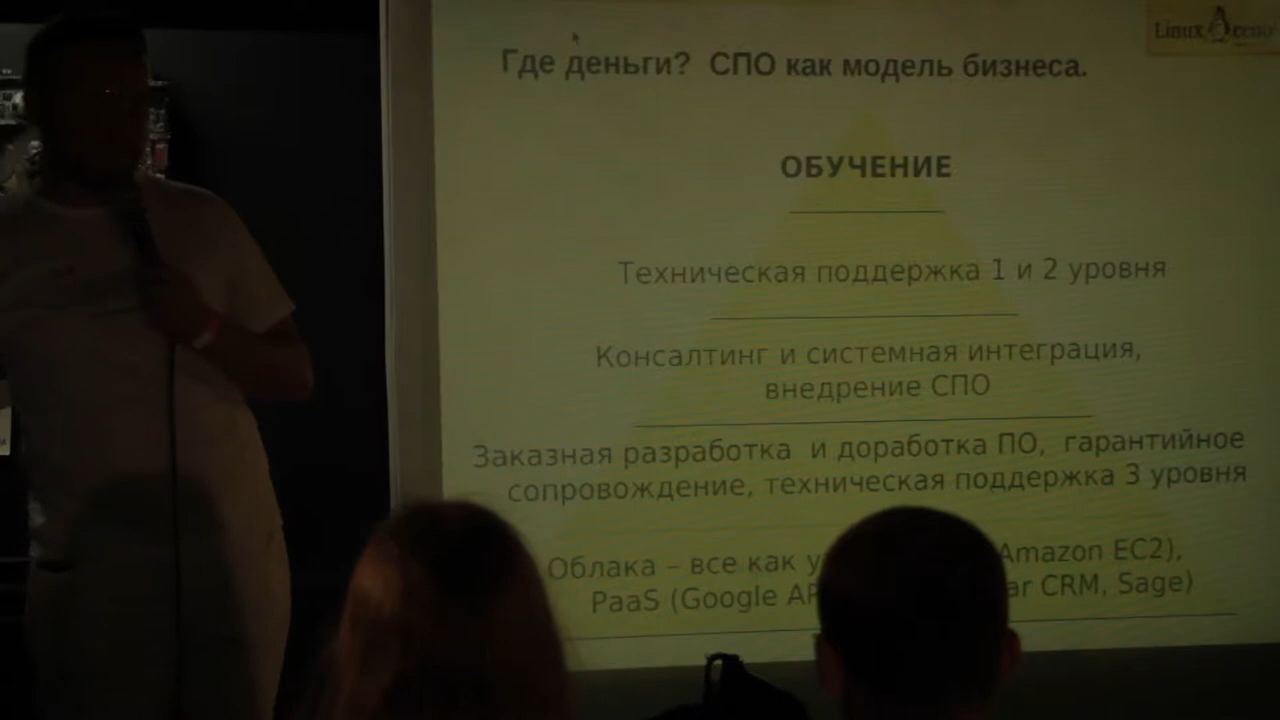 Linux
Где деньги? СПО как модель бизнеса.
ОБУЧЕНИЕ
Техническая поддержка 1 и 2 уровня
Консалтинг и системная интеграция,
внедрение СПО
Заказная разработка и доработка ПО, гарантийное
сопровождение, техническая поддержка 3 уровня
Облака – все как Amazon EC2),
PaaS (Google CRM, Sage)